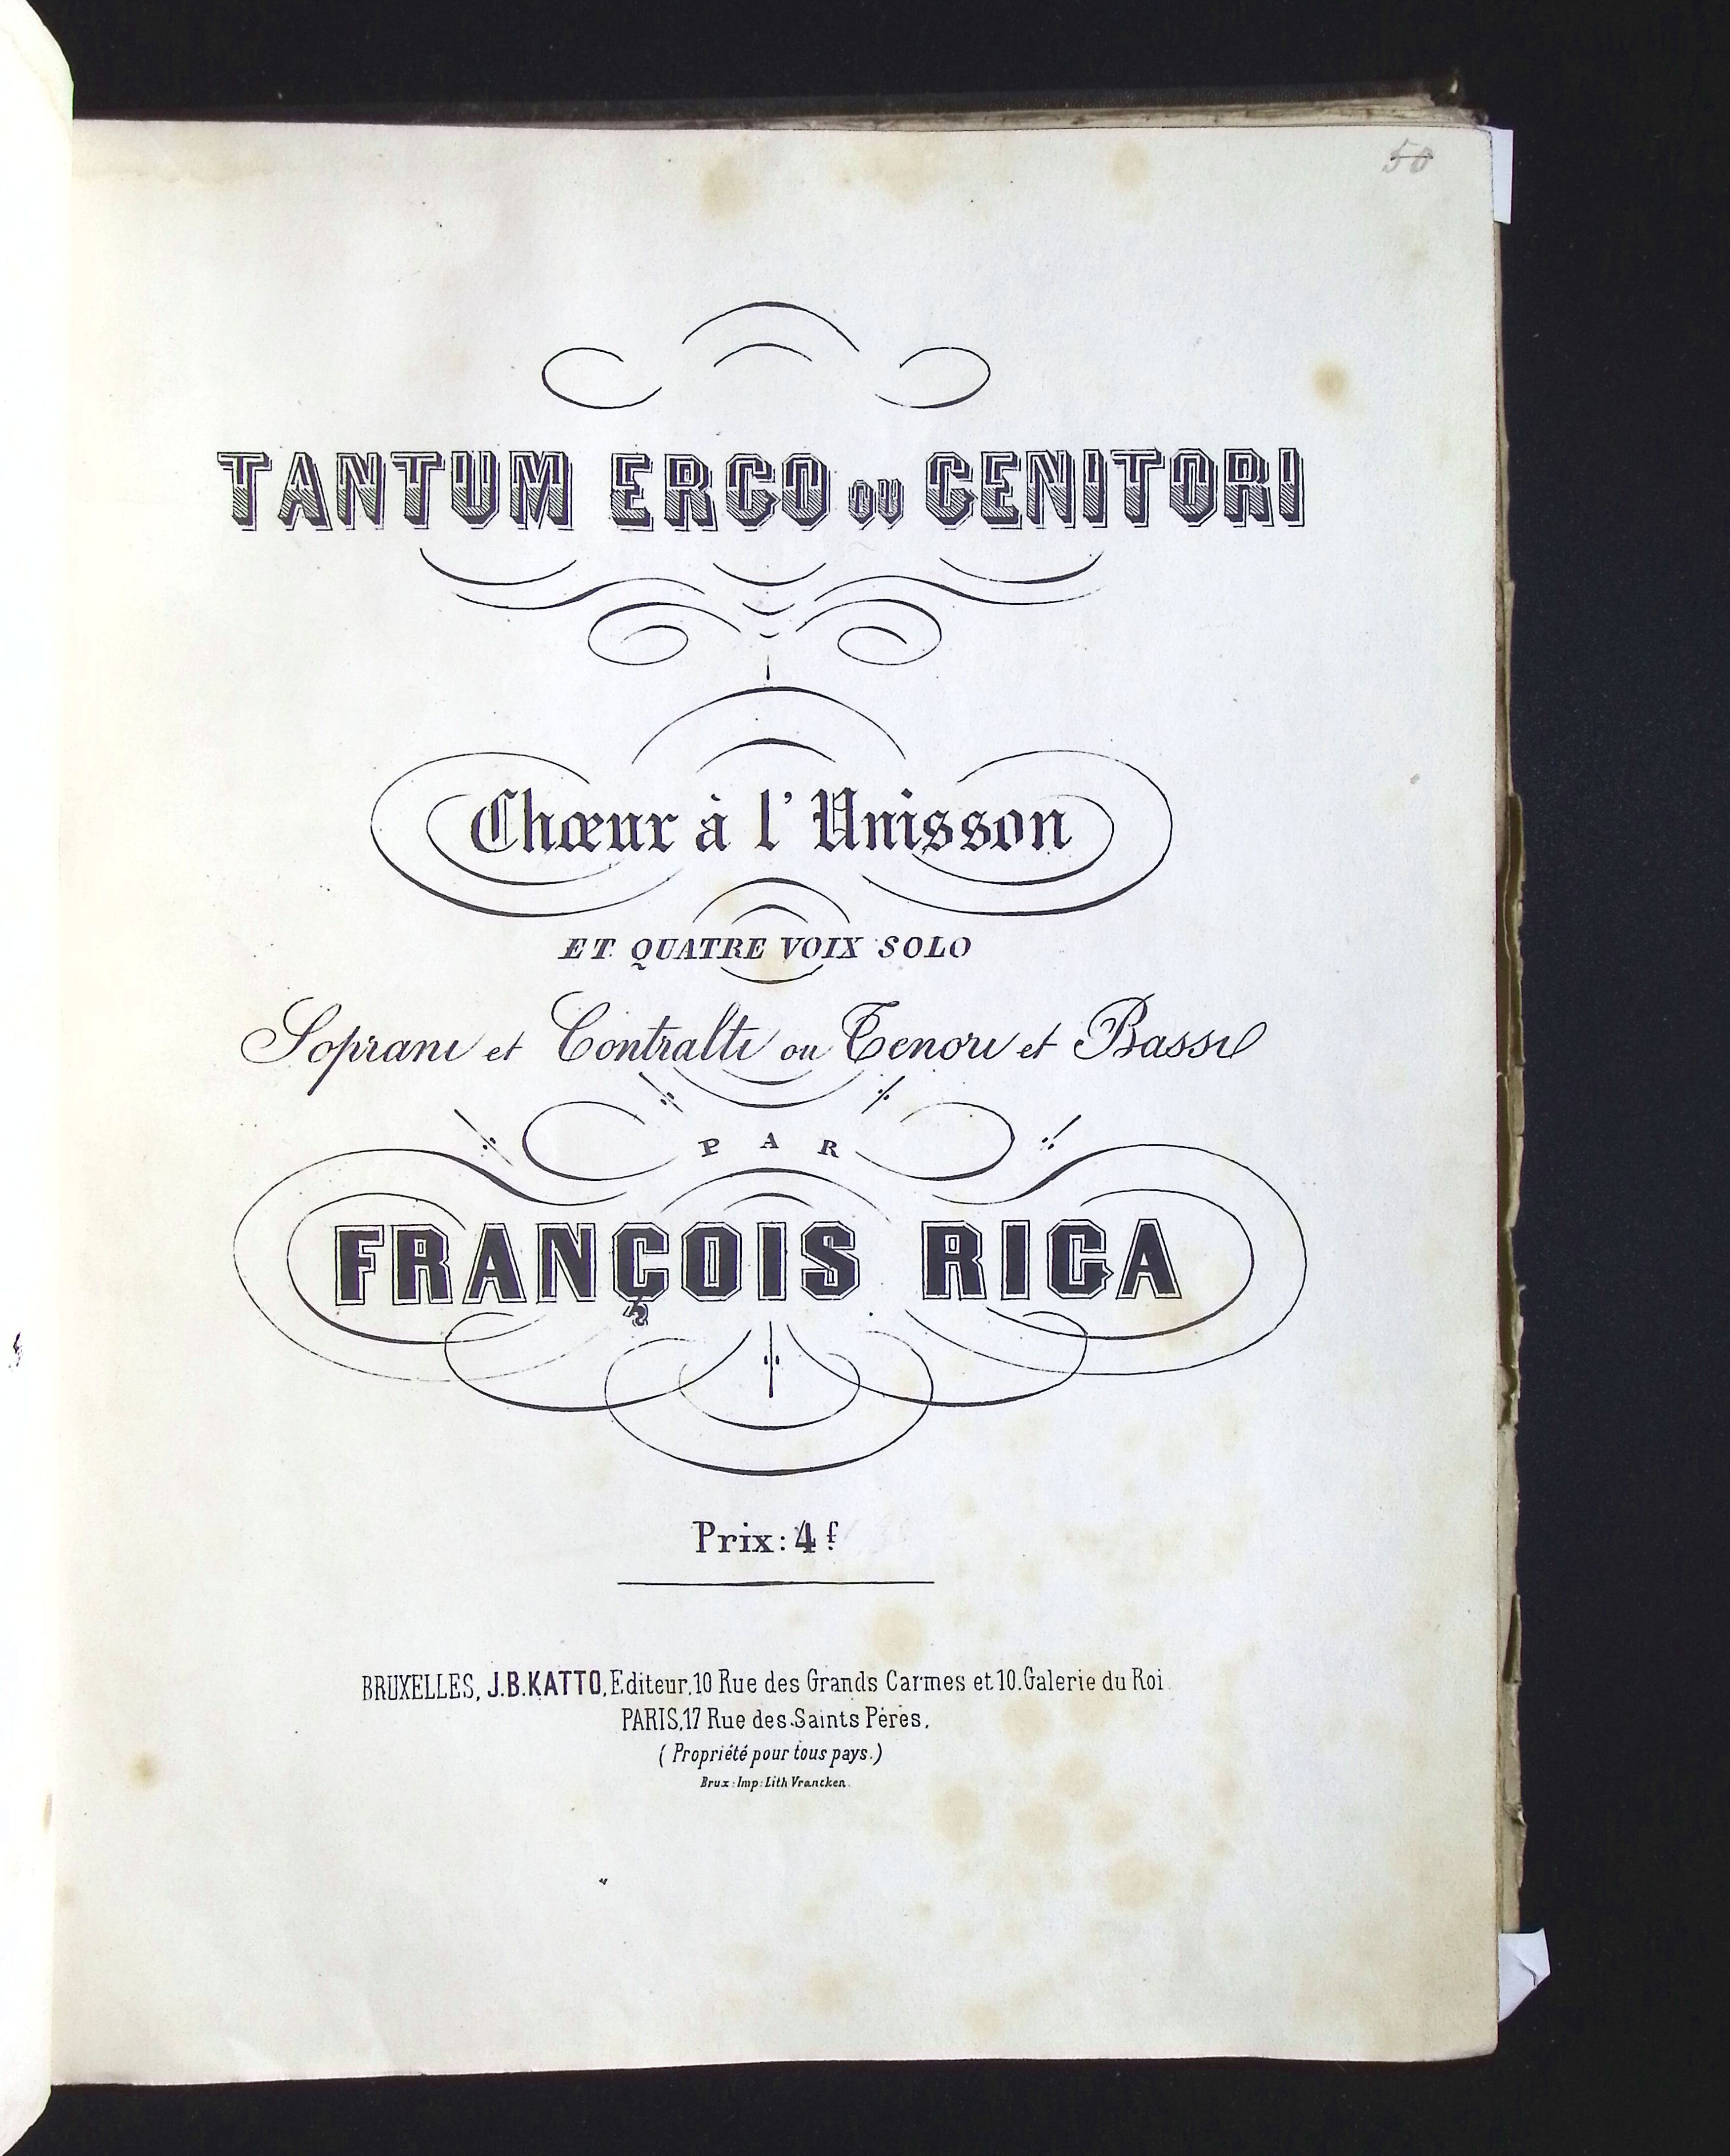 50
TANTUM ERGO OU GENITORI
Chœur à l'Unisson
ET QUATRE VOIX SOLO
Soprani et Contralti ou Tenori et Bassi
PAR
FRANÇOIS RIGA
Prix: 4 f.
BRUXELLES, J.B.KATTO, Editeur, 10 Rue des Grands Carmes et 10. Galerie du Roi.
PARIS, 17 Rue des Saints Péres.
( Propriété pour tous pays.)
Brux: Imp: Lith Vrancken.